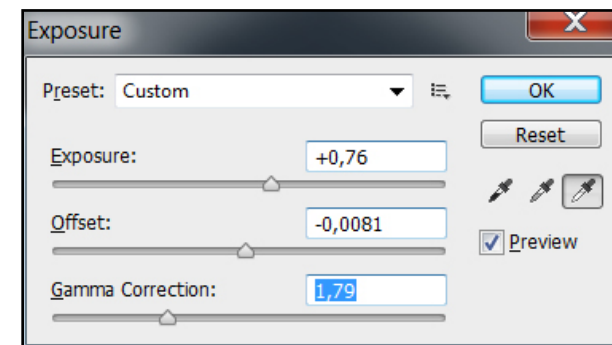 Exposure
Preset: Custom
OK
Reset
Exposure: +0,76
Offset: -0,0081
Preview
Gamma Correction: 1,79